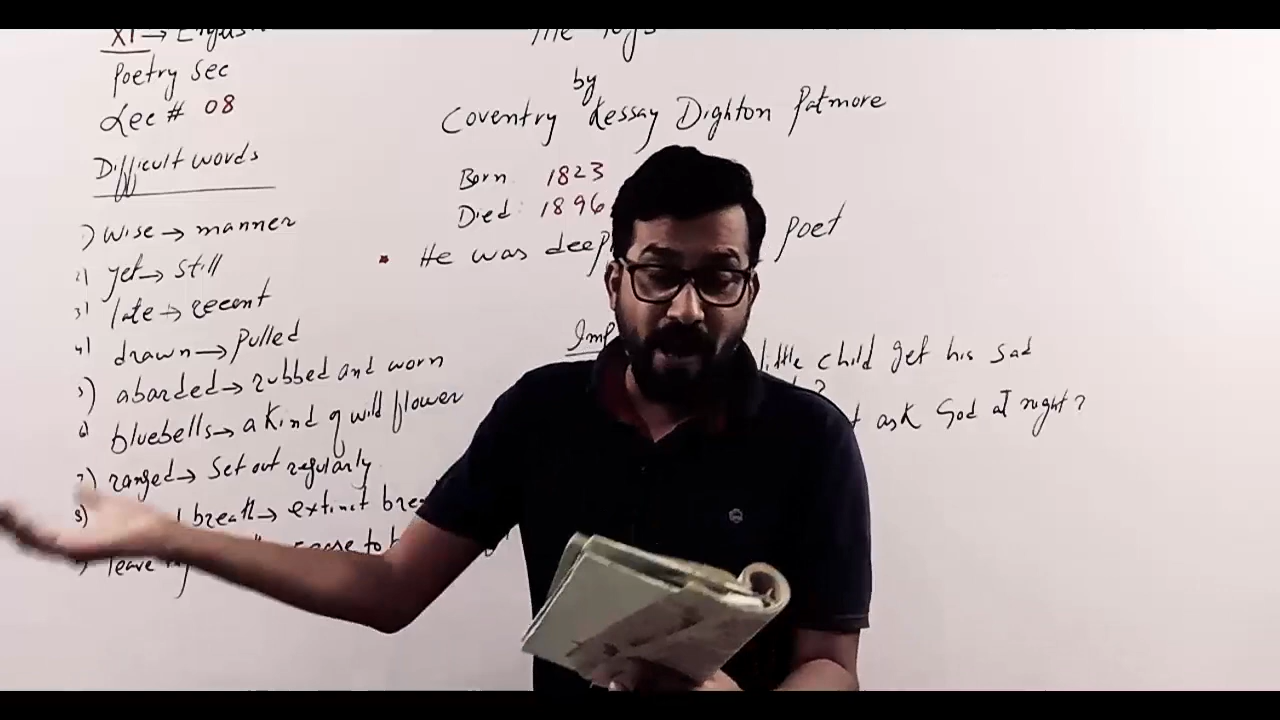 XI → English
Poetry Sec
Lec # 08
Difficult words
1) wise → manner
2) yet → still
3) late → recent
4) drawn → pulled
5) abarded → rubbed and worn
6) bluebells → a kind of wild flower
7) ranged → set out regularly
8) breath → extinct
9) leave
The Toys
by
Coventry Kessay Dighton Patmore
Born 1823
Died: 1896
He was deep poet
Imp
little child get his sad
?
ask God at night?